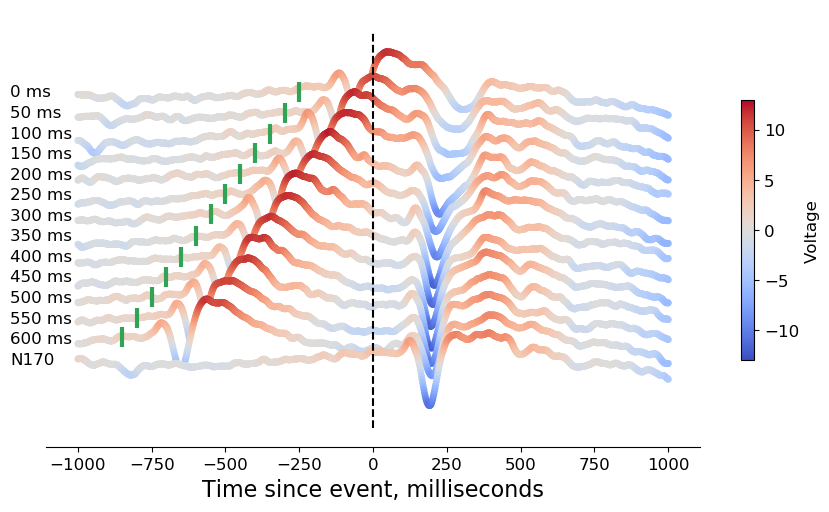 0 ms
50 ms
100 ms
150 ms
200 ms
250 ms
300 ms
350 ms
400 ms
450 ms
500 ms
550 ms
600 ms
N170
−1000 −750 −500 −250 0 250 500 750 1000
Time since event, milliseconds
10
5
0
−5
−10
Voltage